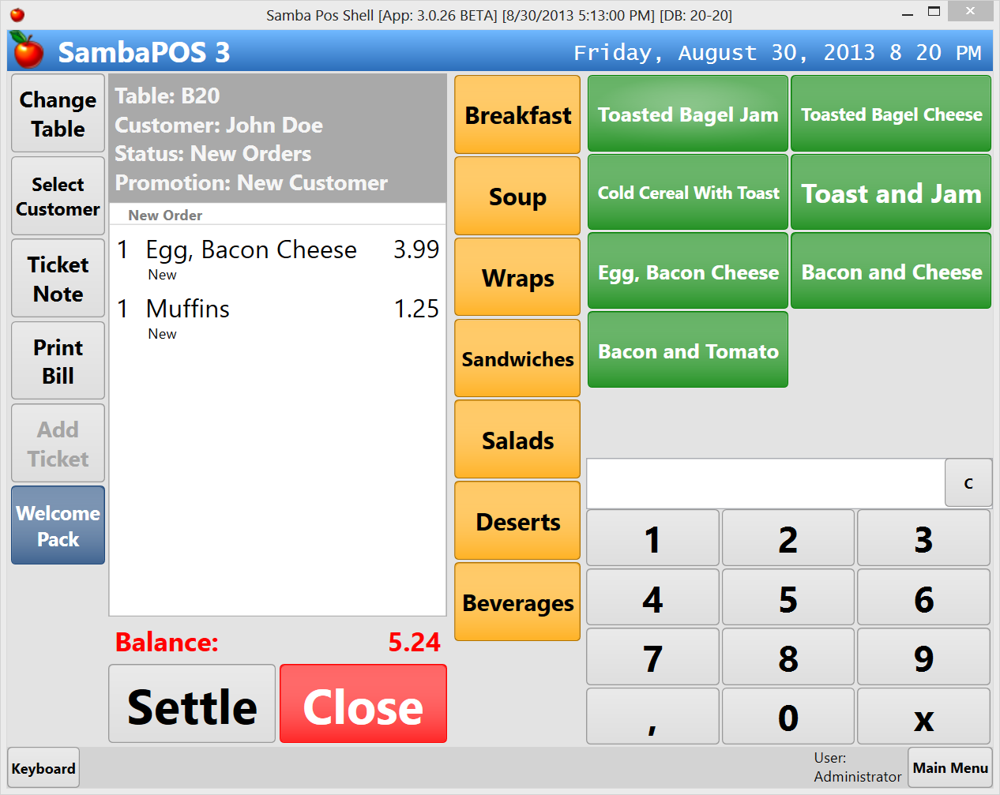 Samba Pos Shell [App: 3.0.26 BETA] [8/30/2013 5:13:00 PM] [DB: 20-20]
SambaPOS 3
Friday, August 30, 2013 8 20 PM
Change
Table
Select
Customer
Ticket
Note
Print
Bill
Add
Ticket
Welcome
Pack
Table: B20
Customer: John Doe
Status: New Orders
Promotion: New Customer
New Order
1 Egg, Bacon Cheese 3.99
New
1 Muffins 1.25
New
Balance: 5.24
Settle
Close
Breakfast
Soup
Wraps
Sandwiches
Salads
Deserts
Beverages
Toasted Bagel Jam
Toasted Bagel Cheese
Cold Cereal With Toast
Toast and Jam
Egg, Bacon Cheese
Bacon and Cheese
Bacon and Tomato
C
1 2 3
4 5 6
7 8 9
, 0 x
Keyboard
User:
Administrator
Main Menu